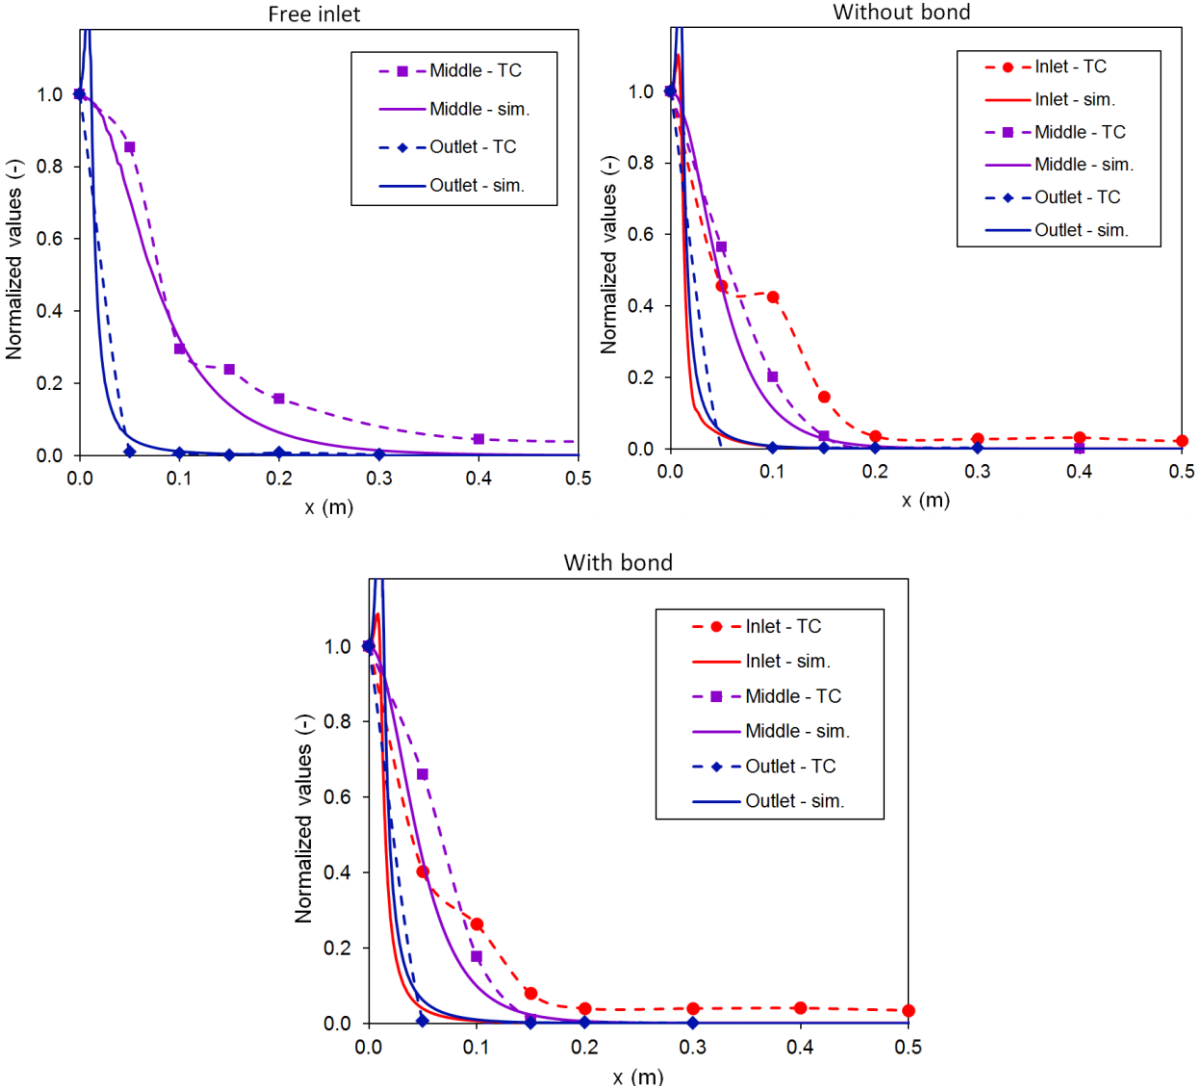 Free inlet
Normalized values (-)
1.0
0.8
0.6
0.4
0.2
0.0
Middle - TC
Middle - sim.
Outlet - TC
Outlet - sim.
0.0 0.1 0.2 0.3 0.4 0.5
x (m)
Without bond
Normalized values (-)
1.0
0.8
0.6
0.4
0.2
0.0
Inlet - TC
Inlet - sim.
Middle - TC
Middle - sim.
Outlet - TC
Outlet - sim.
0.0 0.1 0.2 0.3 0.4 0.5
x (m)
With bond
Normalized values (-)
1.0
0.8
0.6
0.4
0.2
0.0
Inlet - TC
Inlet - sim.
Middle - TC
Middle - sim.
Outlet - TC
Outlet - sim.
0.0 0.1 0.2 0.3 0.4 0.5
x (m)